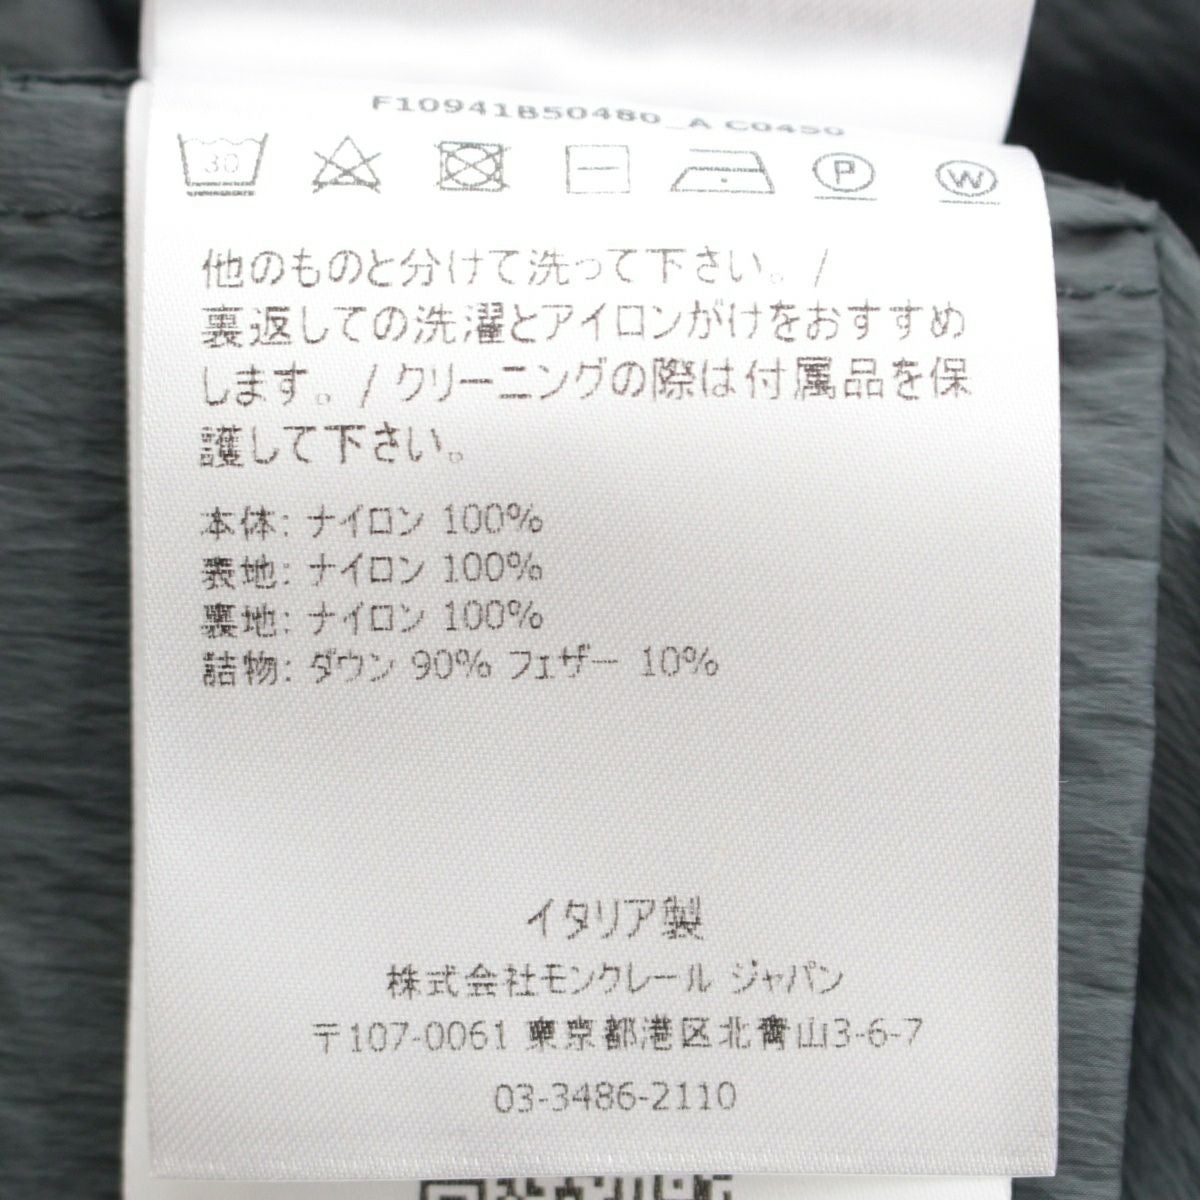 F10941B50480_A C0450
30 P W
他のものと分けて洗って下さい。/
裏返しての洗濯とアイロンがけをおすすめ
します。/ クリーニングの際は付属品を保
護して下さい。
本体: ナイロン 100%
表地: ナイロン 100%
裏地: ナイロン 100%
詰物: ダウン 90% フェザー 10%
イタリア製
株式会社モンクレール ジャパン
〒107-0061 東京都港区北青山3-6-7
03-3486-2110